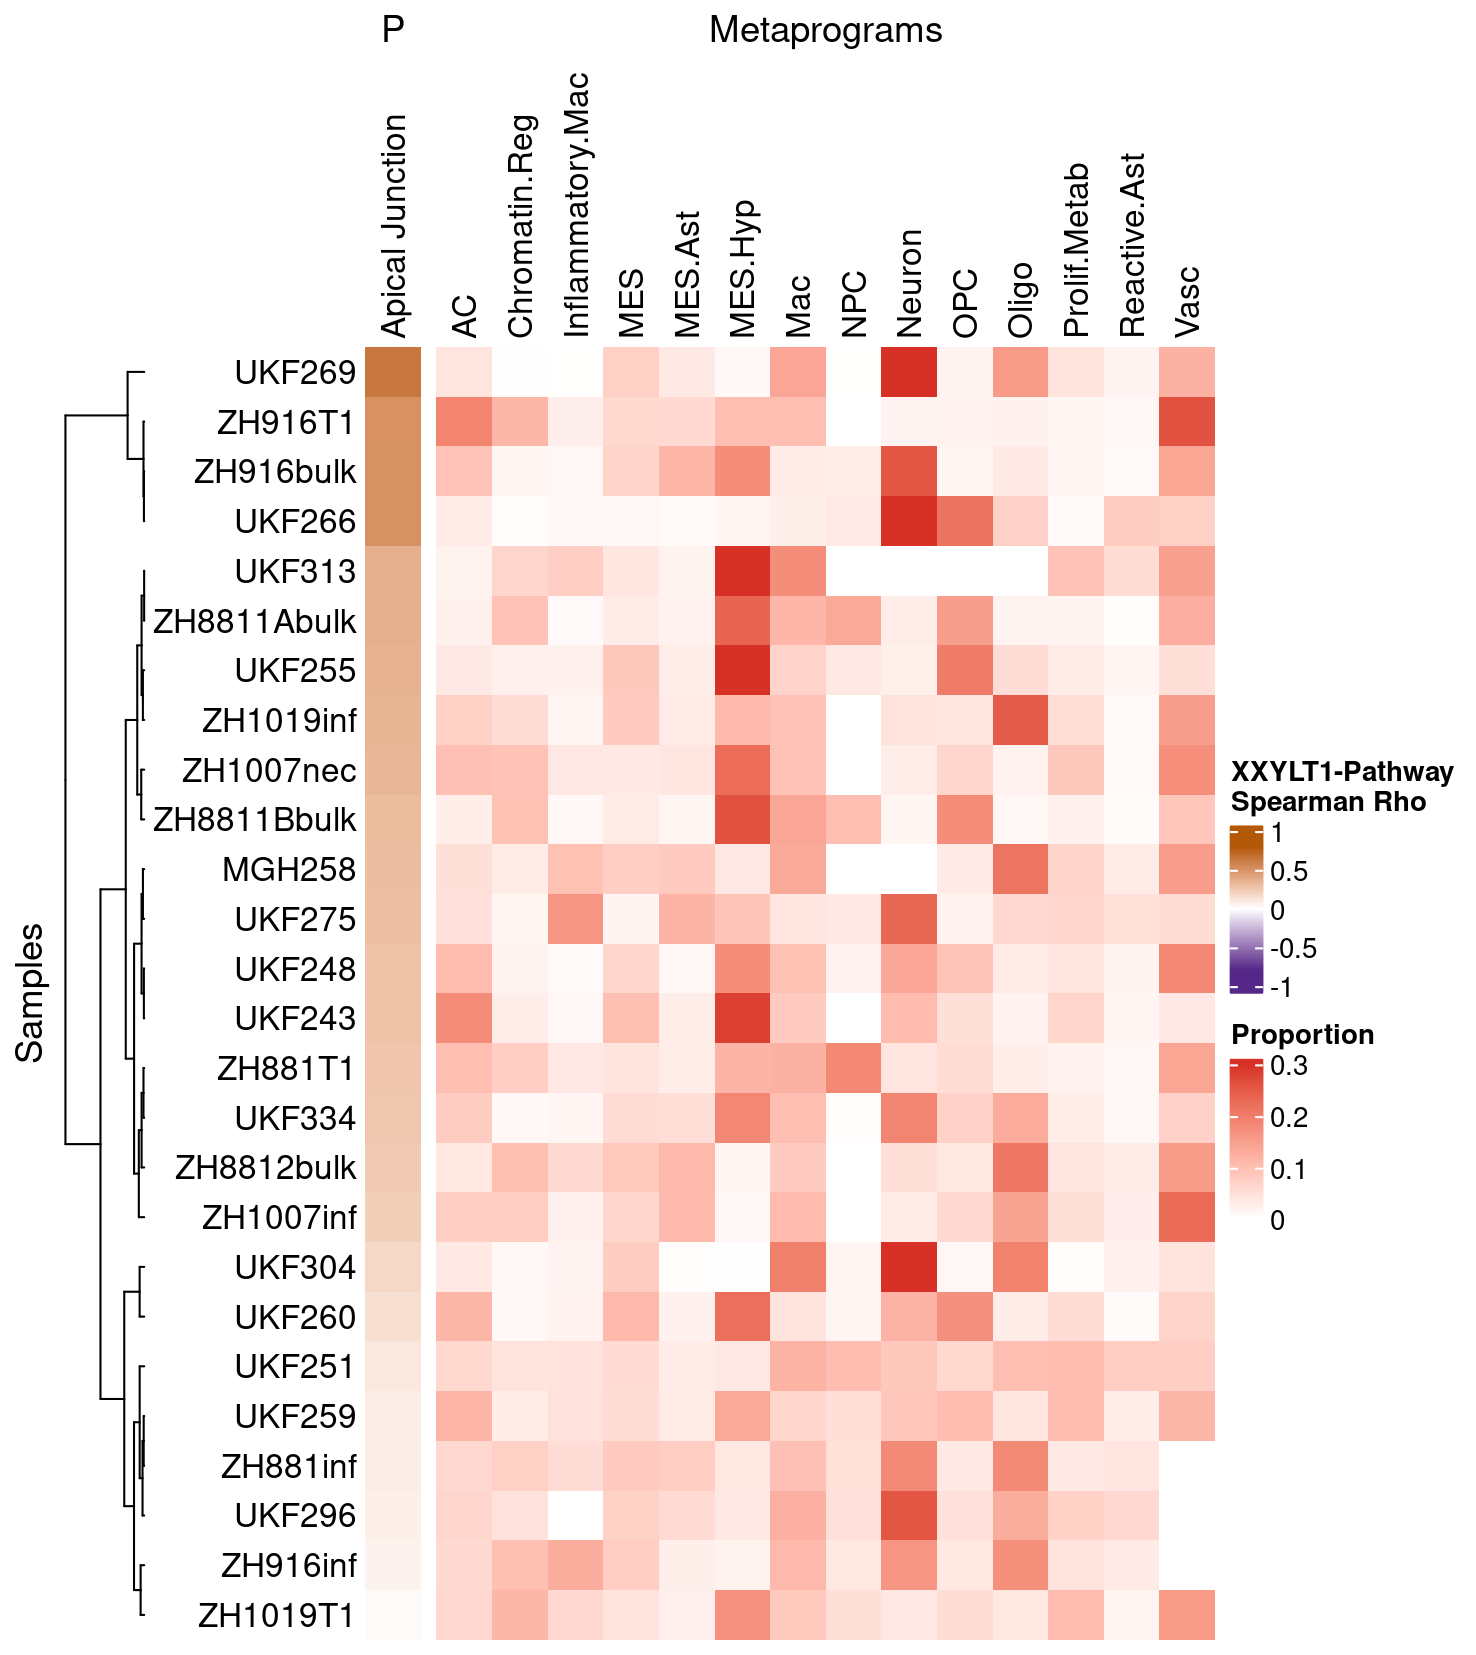 P
Metaprograms
Apical Junction
AC
Chromatin.Reg
Inflammatory.Mac
MES
MES.Ast
MES.Hyp
Mac
NPC
Neuron
OPC
Oligo
Prolif.Metab
Reactive.Ast
Vasc
Samples
UKF269
ZH916T1
ZH916bulk
UKF266
UKF313
ZH8811Abulk
UKF255
ZH1019inf
ZH1007nec
ZH8811Bbulk
MGH258
UKF275
UKF248
UKF243
ZH881T1
UKF334
ZH8812bulk
ZH1007inf
UKF304
UKF260
UKF251
UKF259
ZH881inf
UKF296
ZH916inf
ZH1019T1
XXYLT1-Pathway
Spearman Rho
1
0.5
0
-0.5
-1
Proportion
0.3
0.2
0.1
0